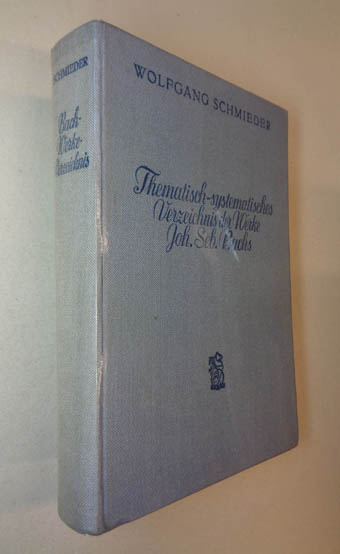 SCHMIEDER
Bach-
Werke-
Verzeichnis
WOLFGANG SCHMIEDER
Thematisch-systematisches
Verzeichnis der Werke
Joh. Seb. Bachs